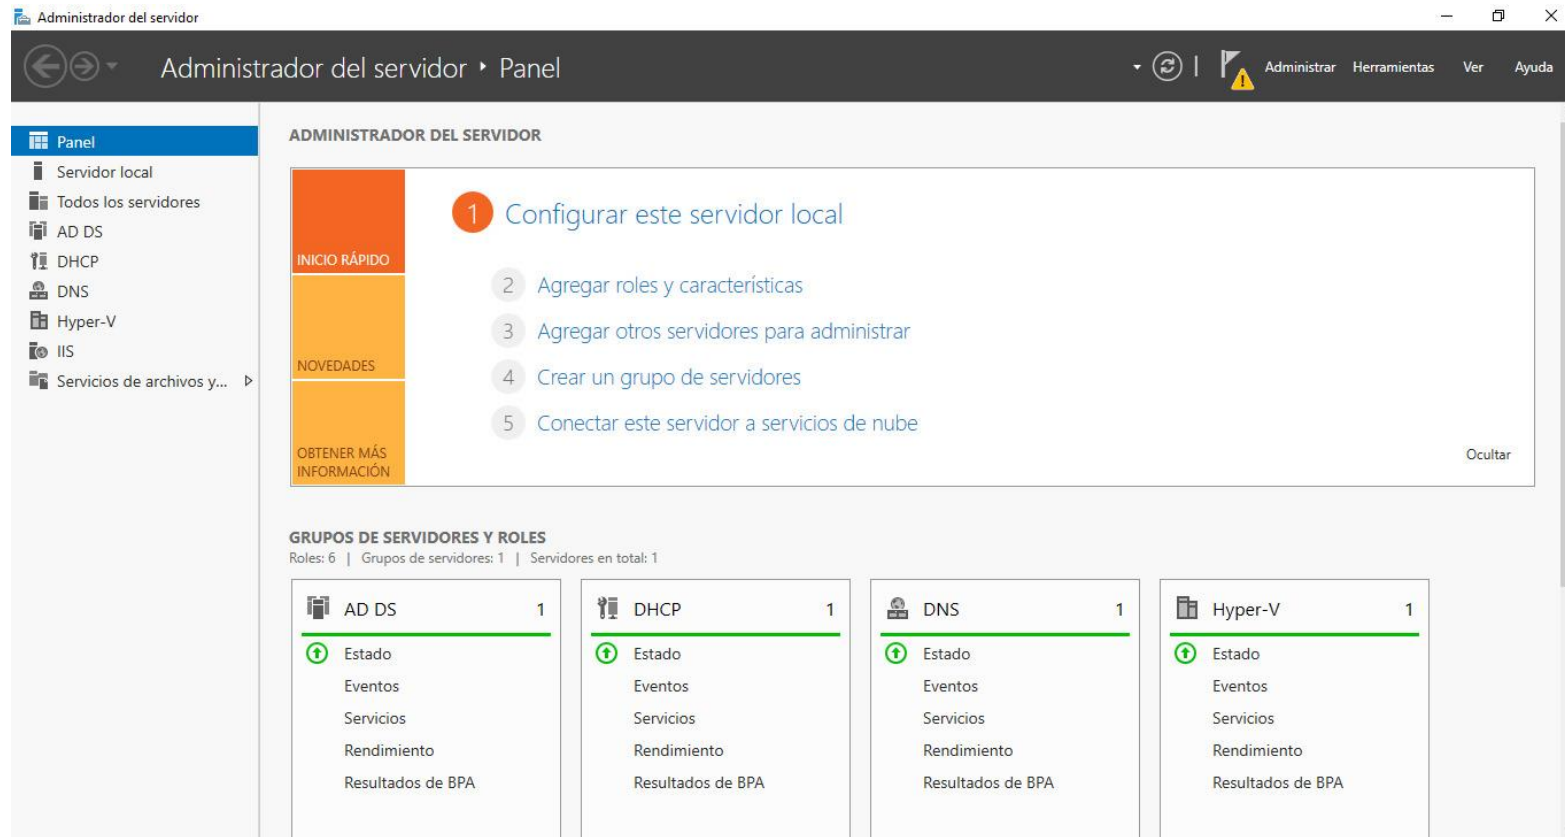 Administrador del servidor
Administrador del servidor ‣ Panel
Administrar Herramientas Ver Ayuda
Panel
Servidor local
Todos los servidores
AD DS
DHCP
DNS
Hyper-V
IIS
Servicios de archivos y...
ADMINISTRADOR DEL SERVIDOR
INICIO RÁPIDO
NOVEDADES
OBTENER MÁS
INFORMACIÓN
1 Configurar este servidor local
2 Agregar roles y características
3 Agregar otros servidores para administrar
4 Crear un grupo de servidores
5 Conectar este servidor a servicios de nube
Ocultar
GRUPOS DE SERVIDORES Y ROLES
Roles: 6 | Grupos de servidores: 1 | Servidores en total: 1
AD DS 1
Estado
Eventos
Servicios
Rendimiento
Resultados de BPA
DHCP 1
Estado
Eventos
Servicios
Rendimiento
Resultados de BPA
DNS 1
Estado
Eventos
Servicios
Rendimiento
Resultados de BPA
Hyper-V 1
Estado
Eventos
Servicios
Rendimiento
Resultados de BPA